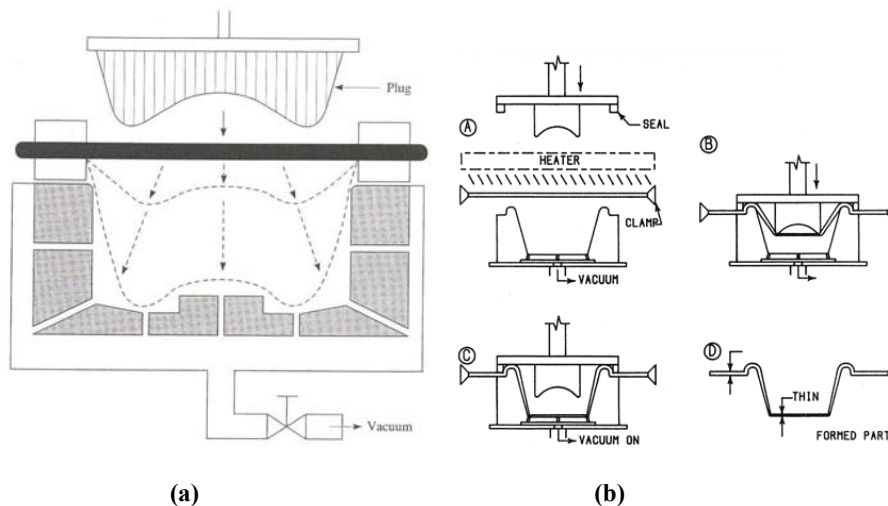 Plug
Vacuum
(a)
A
SEAL
HEATER
CLAMP
VACUUM
B
C
VACUUM ON
D
THIN
FORMED PART
(b)